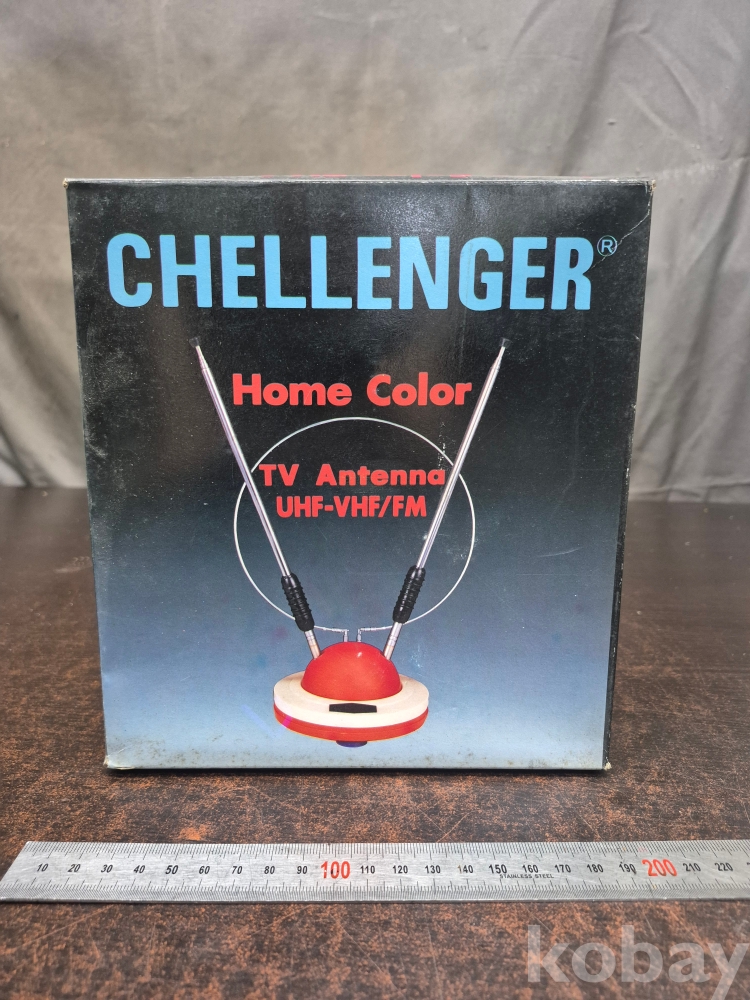 CHELLENGER®
Home Color
TV Antenna
UHF-VHF/FM
10 20 30 40 50 60 70 80 90 100 110 120 130 140 150 160 170 180 190 200 210 220
STAINLESS STEEL
kobay